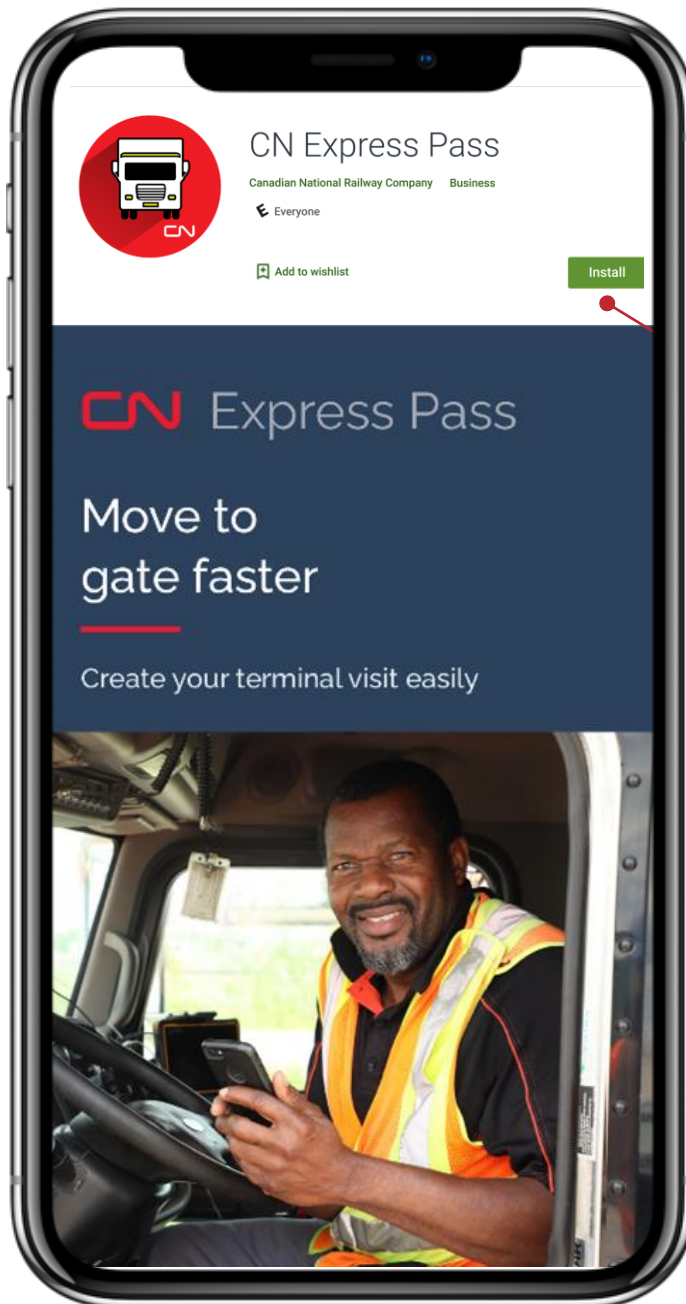 CN
CN Express Pass
Canadian National Railway Company Business
E Everyone
Add to wishlist
Install
CN Express Pass
Move to
gate faster
Create your terminal visit easily